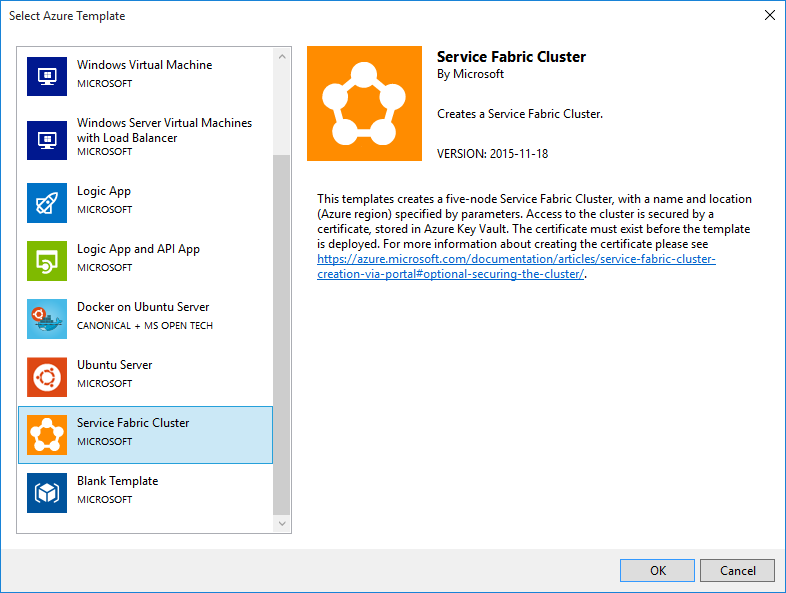 Select Azure Template
Windows Virtual Machine
MICROSOFT
Windows Server Virtual Machines
with Load Balancer
MICROSOFT
Logic App
MICROSOFT
Logic App and API App
MICROSOFT
Docker on Ubuntu Server
CANONICAL + MS OPEN TECH
Ubuntu Server
MICROSOFT
Service Fabric Cluster
MICROSOFT
Blank Template
MICROSOFT
Service Fabric Cluster
By Microsoft
Creates a Service Fabric Cluster.
VERSION: 2015-11-18
This templates creates a five-node Service Fabric Cluster, with a name and location
(Azure region) specified by parameters. Access to the cluster is secured by a
certificate, stored in Azure Key Vault. The certificate must exist before the template
is deployed. For more information about creating the certificate please see
https://azure.microsoft.com/documentation/articles/service-fabric-cluster-
creation-via-portal#optional-securing-the-cluster/.
OK
Cancel